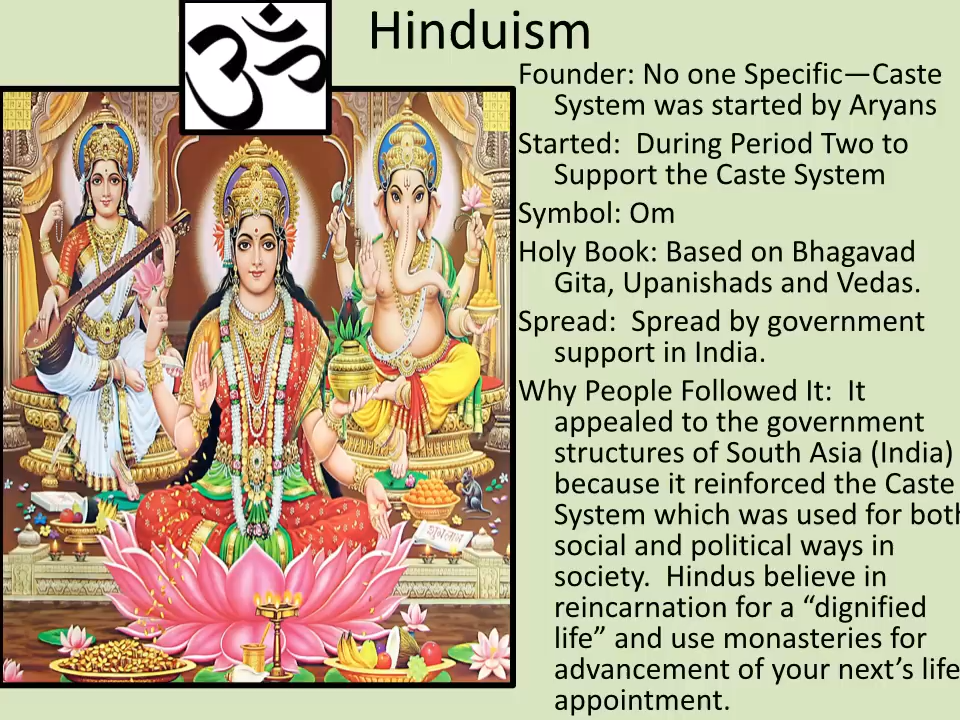 ॐ
Hinduism
Founder: No one Specific—Caste
System was started by Aryans
Started:  During Period Two to
Support the Caste System
Symbol: Om
Holy Book: Based on Bhagavad
Gita, Upanishads and Vedas.
Spread:  Spread by government
support in India.
Why People Followed It:  It
appealed to the government
structures of South Asia (India)
because it reinforced the Caste
System which was used for both
social and political ways in
society.  Hindus believe in
reincarnation for a “dignified
life” and use monasteries for
advancement of your next’s life
appointment.